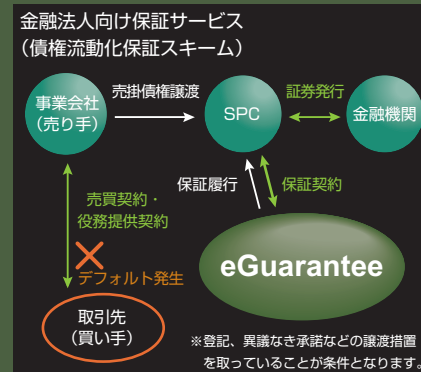 金融法人向け保証サービス
(債権流動化保証スキーム)
事業会社
(売り手)
売掛債権譲渡
SPC
証券発行
金融機関
保証履行
保証契約
売買契約・
役務提供契約
デフォルト発生
eGuarantee
取引先
(買い手)
※登記、異議なき承諾などの譲渡措置
を取っていることが条件となります。